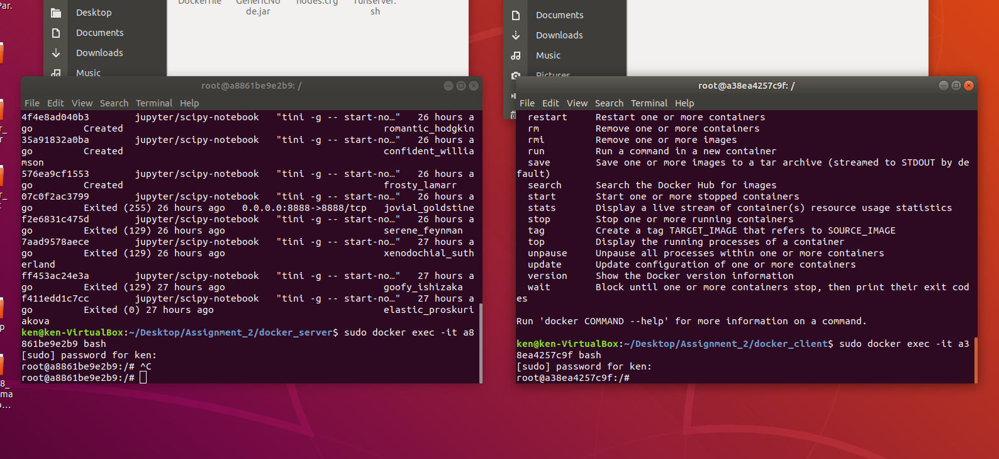 Par.
Desktop
Documents
Downloads
Music
Dockerfile
GenericNo
de.jar
nodes.cfg
runserver.
sh
Documents
Downloads
Music
Pictures
root@a8861be9e2b9: /
File Edit View Search Terminal Help
4f4e8ad040b3 jupyter/scipy-notebook "tini -g -- start-no…" 26 hours a
go Created romantic_hodgkin
35a91832a0ba jupyter/scipy-notebook "tini -g -- start-no…" 26 hours a
go Created confident_willia
mson
576ea9cf1553 jupyter/scipy-notebook "tini -g -- start-no…" 26 hours a
go Created frosty_lamarr
07c0f2ac3799 jupyter/scipy-notebook "tini -g -- start-no…" 26 hours a
go Exited (255) 26 hours ago 0.0.0.0:8888->8888/tcp jovial_goldstine
f2e6831c475d jupyter/scipy-notebook "tini -g -- start-no…" 26 hours a
go Exited (129) 26 hours ago serene_feynman
7aad9578aece jupyter/scipy-notebook "tini -g -- start-no…" 27 hours a
go Exited (129) 26 hours ago xenodochial_suth
erland
ff453ac24e3a jupyter/scipy-notebook "tini -g -- start-no…" 27 hours a
go Exited (129) 27 hours ago goofy_ishizaka
f411edd1c7cc jupyter/scipy-notebook "tini -g -- start-no…" 27 hours a
go Exited (0) 27 hours ago elastic_proskuri
akova
ken@ken-VirtualBox:~/Desktop/Assignment_2/docker_server$ sudo docker exec -it a8
861be9e2b9 bash
[sudo] password for ken:
root@a8861be9e2b9:/# ^C
root@a8861be9e2b9:/#
root@a38ea4257c9f: /
File Edit View Search Terminal Help
restart Restart one or more containers
rm Remove one or more containers
rmi Remove one or more images
run Run a command in a new container
save Save one or more images to a tar archive (streamed to STDOUT by de
fault)
search Search the Docker Hub for images
start Start one or more stopped containers
stats Display a live stream of container(s) resource usage statistics
stop Stop one or more running containers
tag Create a tag TARGET_IMAGE that refers to SOURCE_IMAGE
top Display the running processes of a container
unpause Unpause all processes within one or more containers
update Update configuration of one or more containers
version Show the Docker version information
wait Block until one or more containers stop, then print their exit cod
es
Run 'docker COMMAND --help' for more information on a command.
ken@ken-VirtualBox:~/Desktop/Assignment_2/docker_client$ sudo docker exec -it a3
8ea4257c9f bash
[sudo] password for ken:
root@a38ea4257c9f:/#